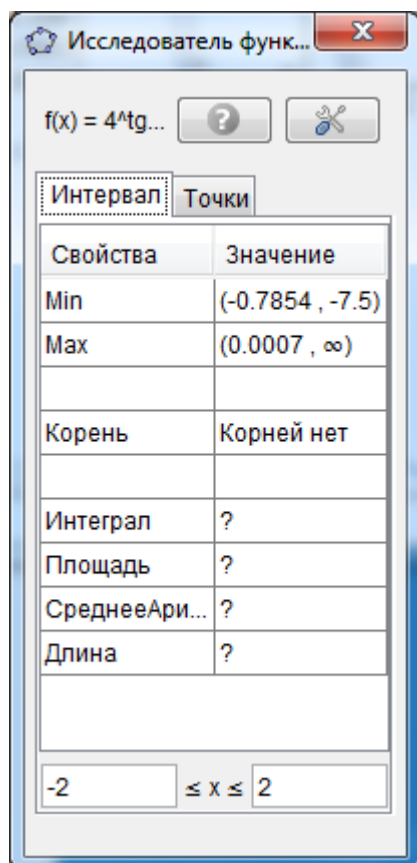 Исследователь функ...
f(x) = 4^tg...
Интервал Точки
Свойства Значение
Min (-0.7854 , -7.5)
Max (0.0007 , ∞)
Корень Корней нет
Интеграл ?
Площадь ?
СреднееАри... ?
Длина ?
-2 ≤ x ≤ 2